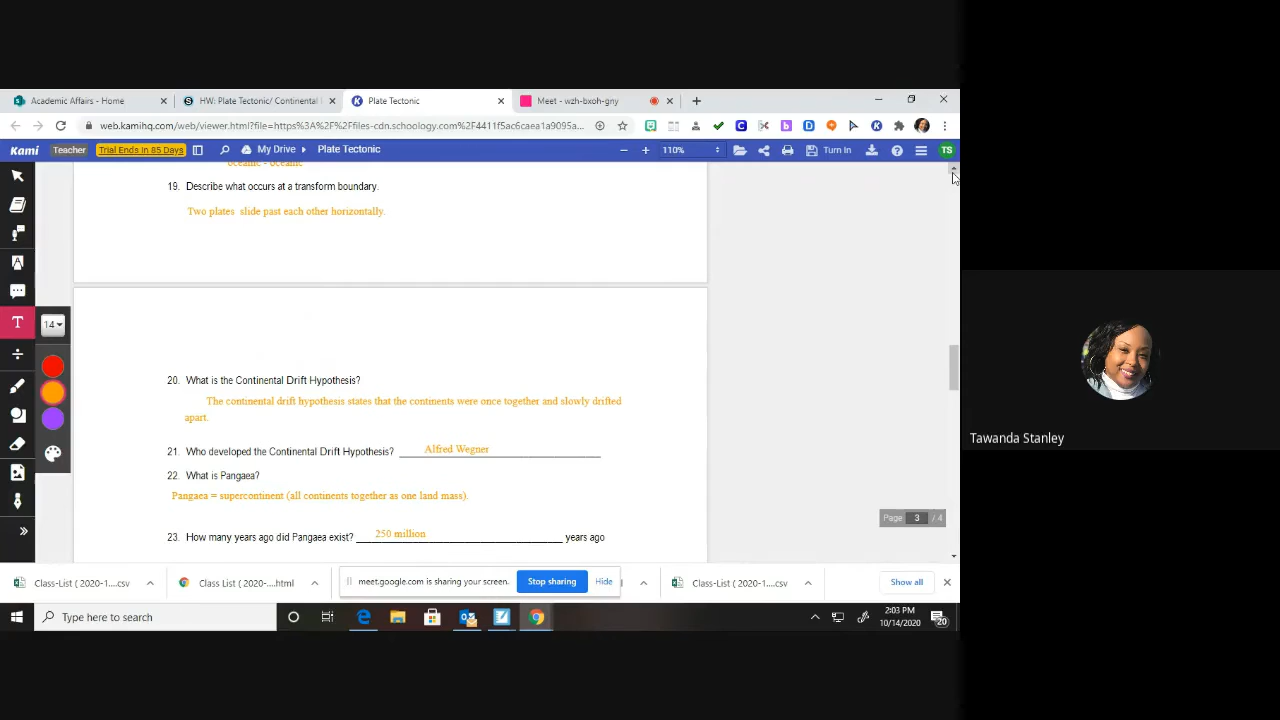 Academic Affairs - Home
HW: Plate Tectonic/ Continental
Plate Tectonic
Meet - wzh-bxoh-gny
web.kamihq.com/web/viewer.html?file=https%3A%2F%2Ffiles-cdn.schoology.com%2F4411f5ac6caea1a9095a...
Kami Teacher Trial Ends In 85 Days My Drive Plate Tectonic 110% Turn In TS
oceanic - oceanic
19. Describe what occurs at a transform boundary.
Two plates slide past each other horizontally.
14
20. What is the Continental Drift Hypothesis?
The continental drift hypothesis states that the continents were once together and slowly drifted
apart.
21. Who developed the Continental Drift Hypothesis? Alfred Wegner
22. What is Pangaea?
Pangaea = supercontinent (all continents together as one land mass).
Page 3 / 4
23. How many years ago did Pangaea exist? 250 million years ago
Tawanda Stanley
Class-List ( 2020-1....csv
Class List ( 2020-....html
meet.google.com is sharing your screen. Stop sharing Hide
Class-List ( 2020-1....csv
Show all
Type here to search
2:03 PM
10/14/2020
20